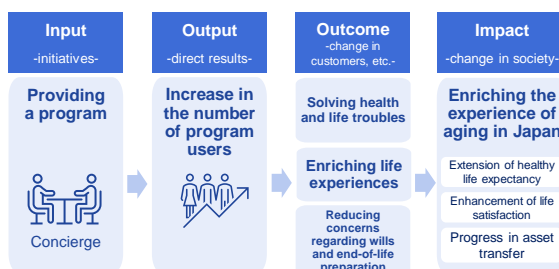 Input
-initiatives-
Providing
a program
Concierge
Output
-direct results-
Increase in
the number
of program
users
Outcome
-change in
customers, etc.-
Solving health
and life troubles
Enriching life
experiences
Reducing
concerns
regarding wills
and end-of-life
preparation
Impact
-change in society-
Enriching the
experience of
aging in Japan
Extension of healthy
life expectancy
Enhancement of life
satisfaction
Progress in asset
transfer